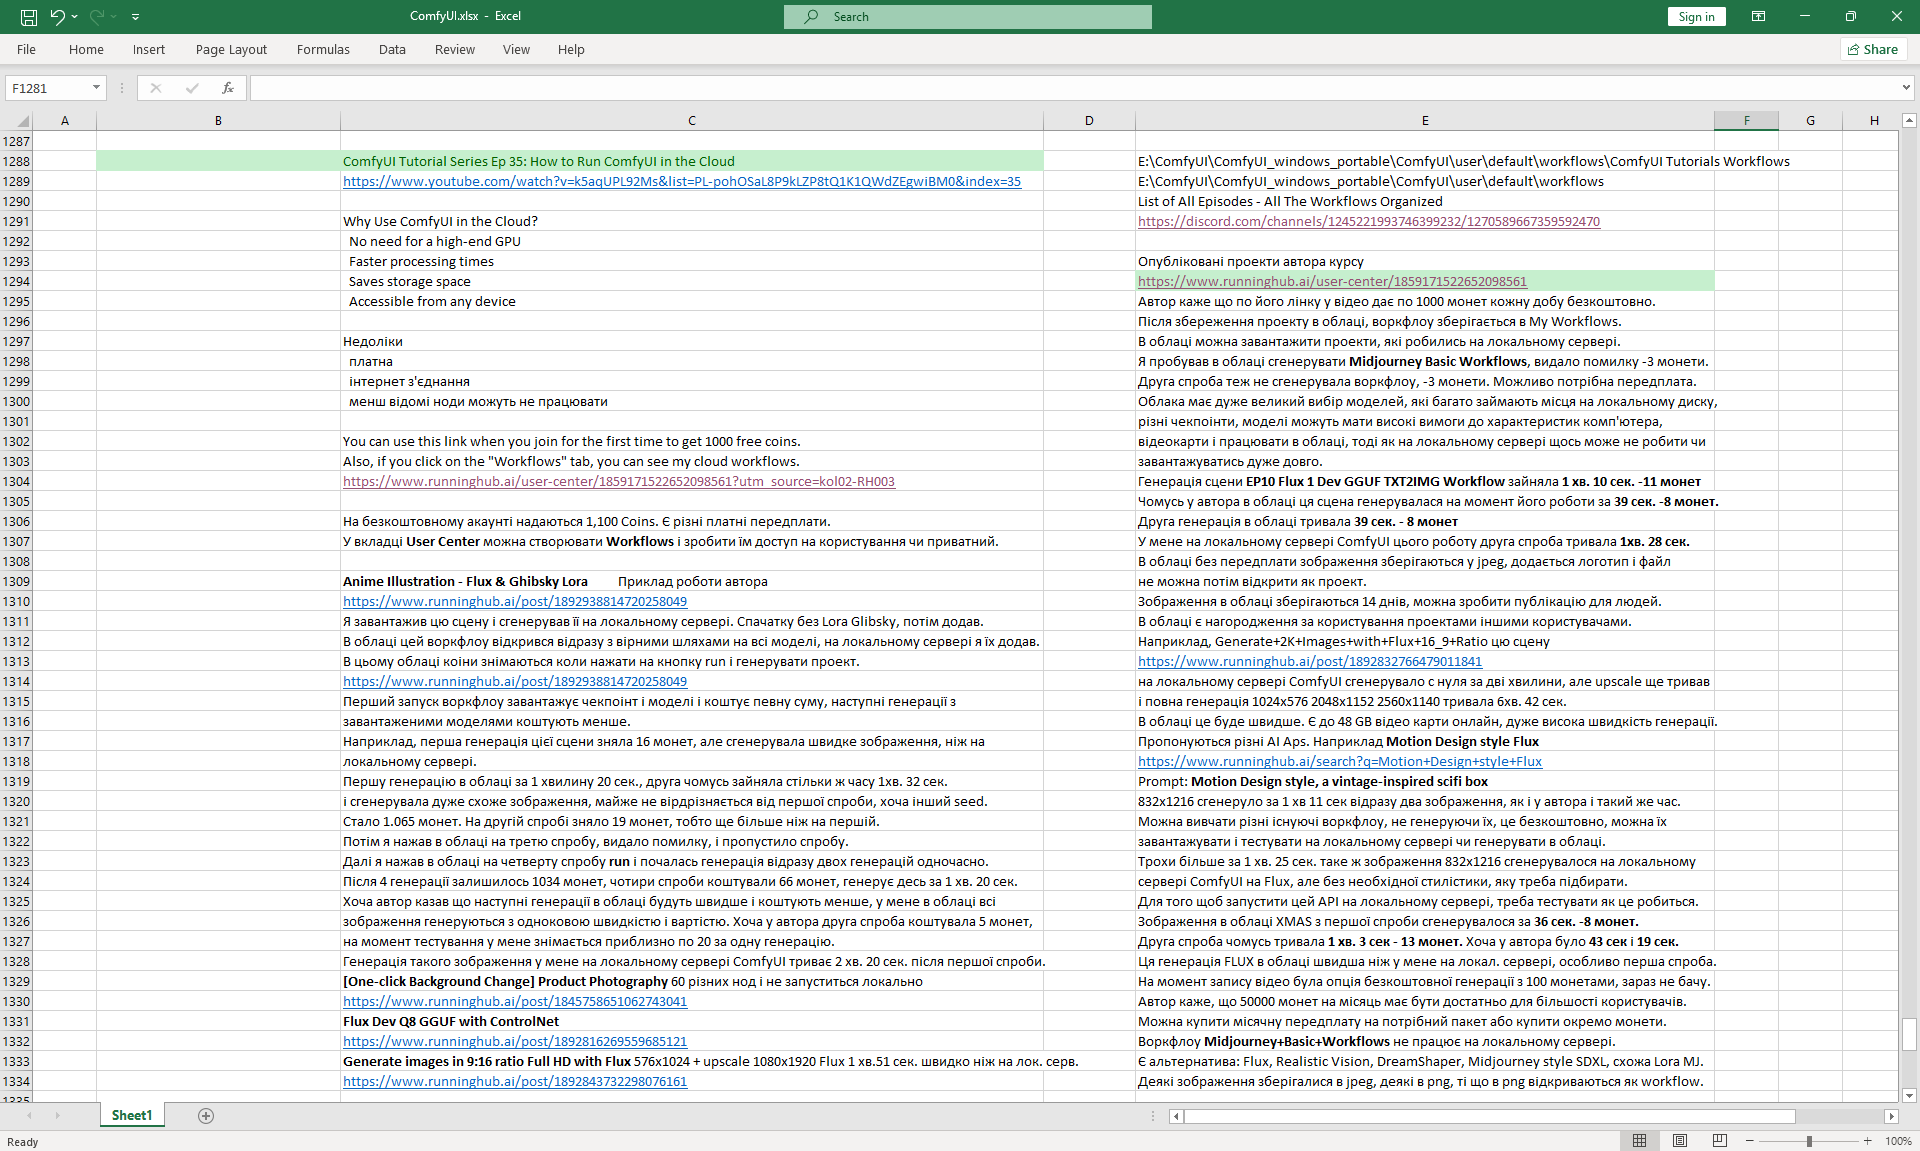 ComfyUI.xlsx - Excel
Search
Sign in
File Home Insert Page Layout Formulas Data Review View Help
Share
F1281
fx
A B C D E F G H
1287
1288 ComfyUI Tutorial Series Ep 35: How to Run ComfyUI in the Cloud E:\ComfyUI\ComfyUI_windows_portable\ComfyUI\user\default\workflows\ComfyUI Tutorials Workflows
1289 https://www.youtube.com/watch?v=k5aqUPL92Ms&list=PL-pohOSaL8P9kLZP8tQ1K1QWdZEgwiBM0&index=35 E:\ComfyUI\ComfyUI_windows_portable\ComfyUI\user\default\workflows
1290 List of All Episodes - All The Workflows Organized
1291 Why Use ComfyUI in the Cloud? https://discord.com/channels/1245221993746399232/1270589667359592470
1292 No need for a high-end GPU
1293 Faster processing times Опубліковані проекти автора курсу
1294 Saves storage space https://www.runninghub.ai/user-center/1859171522652098561
1295 Accessible from any device Автор каже що по його лінку у відео дає по 1000 монет кожну добу безкоштовно.
1296 Після збереження проекту в облаці, воркфлоу зберігається в My Workflows.
1297 Недоліки В облаці можна завантажити проекти, які робились на локальному сервері.
1298 платна Я пробував в облаці сгенерувати Midjourney Basic Workflows, видало помилку -3 монети.
1299 інтернет з'єднання Друга спроба теж не сгенерувала воркфлоу, -3 монети. Можливо потрібна передплата.
1300 менш відомі ноди можуть не працювати Облака має дуже великий вибір моделей, які багато займають місця на локальному диску,
1301 різні чекпоінти, моделі можуть мати високі вимоги до характеристик комп'ютера,
1302 You can use this link when you join for the first time to get 1000 free coins. відеокарти і працювати в облаці, тоді як на локальному сервері щось може не робити чи
1303 Also, if you click on the "Workflows" tab, you can see my cloud workflows. завантажуватись дуже довго.
1304 https://www.runninghub.ai/user-center/1859171522652098561?utm_source=kol02-RH003 Генерація сцени EP10 Flux 1 Dev GGUF TXT2IMG Workflow зайняла 1 хв. 10 сек. -11 монет
1305 Чомусь у автора в облаці ця сцена генерувалася на момент його роботи за 39 сек. -8 монет.
1306 На безкоштовному акаунті надаються 1,100 Coins. Є різні платні передплати. Друга генерація в облаці тривала 39 сек. - 8 монет
1307 У вкладці User Center можна створювати Workflows і зробити їм доступ на користування чи приватний. У мене на локальному сервері ComfyUI цього роботу друга спроба тривала 1хв. 28 сек.
1308 В облаці без передплати зображення зберігаються у jpeg, додається логотип і файл
1309 Anime Illustration - Flux & Ghibsky Lora Приклад роботи автора не можна потім відкрити як проект.
1310 https://www.runninghub.ai/post/1892938814720258049 Зображення в облаці зберігаються 14 днів, можна зробити публікацію для людей.
1311 Я завантажив цю сцену і сгенерував її на локальному сервері. Спачатку без Lora Glibsky, потім додав. В облаці є нагородження за користування проектами іншими користувачами.
1312 В облаці цей воркфлоу відкрився відразу з вірними шляхами на всі моделі, на локальному сервері я їх додав. Наприклад, Generate+2K+Images+with+Flux+16_9+Ratio цю сцену
1313 В цьому облаці коіни знімаються коли нажати на кнопку run і генерувати проект. https://www.runninghub.ai/post/1892832766479011841
1314 https://www.runninghub.ai/post/1892938814720258049 на локальному сервері ComfyUI сгенерувало с нуля за дві хвилини, але upscale ще тривав
1315 Перший запуск воркфлоу завантажує чекпоінт і моделі і коштує певну суму, наступні генерації з і повна генерація 1024x576 2048x1152 2560x1140 тривала 6хв. 42 сек.
1316 завантаженими моделями коштують менше. В облаці це буде швидше. Є до 48 GB відео карти онлайн, дуже висока швидкість генерації.
1317 Наприклад, перша генерація цієї сцени зняла 16 монет, але сгенерувала швидке зображення, ніж на Пропонуються різні AI Aps. Наприклад Motion Design style Flux
1318 локальному сервері. https://www.runninghub.ai/search?q=Motion+Design+style+Flux
1319 Першу генерацію в облаці за 1 хвилину 20 сек., друга чомусь зайняла стільки ж часу 1хв. 32 сек. Prompt: Motion Design style, a vintage-inspired scifi box
1320 і сгенерувала дуже схоже зображення, майже не вірдрізняється від першої спроби, хоча інший seed. 832x1216 сгенеруло за 1 хв 11 сек відразу два зображення, як і у автора і такий же час.
1321 Стало 1.065 монет. На другій спробі зняло 19 монет, тобто ще більше ніж на першій. Можна вивчати різні існуючі воркфлоу, не генеруючи їх, це безкоштовно, можна їх
1322 Потім я нажав в облаці на третю спробу, видало помилку, і пропустило спробу. завантажувати і тестувати на локальному сервері чи генерувати в облаці.
1323 Далі я нажав в облаці на четверту спробу run і почалась генерація відразу двох генерацій одночасно. Трохи більше за 1 хв. 25 сек. таке ж зображення 832x1216 сгенерувалося на локальному
1324 Після 4 генерації залишилось 1034 монет, чотири спроби коштували 66 монет, генерує десь за 1 хв. 20 сек. сервері ComfyUI на Flux, але без необхідної стилістики, яку треба підбирати.
1325 Хоча автор казав що наступні генерації в облаці будуть швидше і коштують менше, у мене в облаці всі Для того щоб запустити цей API на локальному сервері, треба тестувати як це робиться.
1326 зображення генеруються з одноковою швидкістю і вартістю. Хоча у автора друга спроба коштувала 5 монет, Зображення в облаці XMAS з першої спроби сгенерувалося за 36 сек. -8 монет.
1327 на момент тестування у мене знімається приблизно по 20 за одну генерацію. Друга спроба чомусь тривала 1 хв. 3 сек - 13 монет. Хоча у автора було 43 сек і 19 сек.
1328 Генерація такого зображення у мене на локальному сервері ComfyUI триває 2 хв. 20 сек. після першої спроби. Ця генерація FLUX в облаці швидша ніж у мене на локал. сервері, особливо перша спроба.
1329 [One-click Background Change] Product Photography 60 різних нод і не запуститься локально На момент запису відео була опція безкоштовної генерації з 100 монетами, зараз не бачу.
1330 https://www.runninghub.ai/post/1845758651062743041 Автор каже, що 50000 монет на місяць має бути достатньо для більшості користувачів.
1331 Flux Dev Q8 GGUF with ControlNet Можна купити місячну передплату на потрібний пакет або купити окремо монети.
1332 https://www.runninghub.ai/post/1892816269559685121 Воркфлоу Midjourney+Basic+Workflows не працює на локальному сервері.
1333 Generate images in 9:16 ratio Full HD with Flux 576x1024 + upscale 1080x1920 Flux 1 хв.51 сек. швидко ніж на лок. серв. Є альтернатива: Flux, Realistic Vision, DreamShaper, Midjourney style SDXL, схожа Lora MJ.
1334 https://www.runninghub.ai/post/1892843732298076161 Деякі зображення зберігалися в jpeg, деякі в png, ті що в png відкриваються як workflow.
1335
Sheet1
Ready
100%